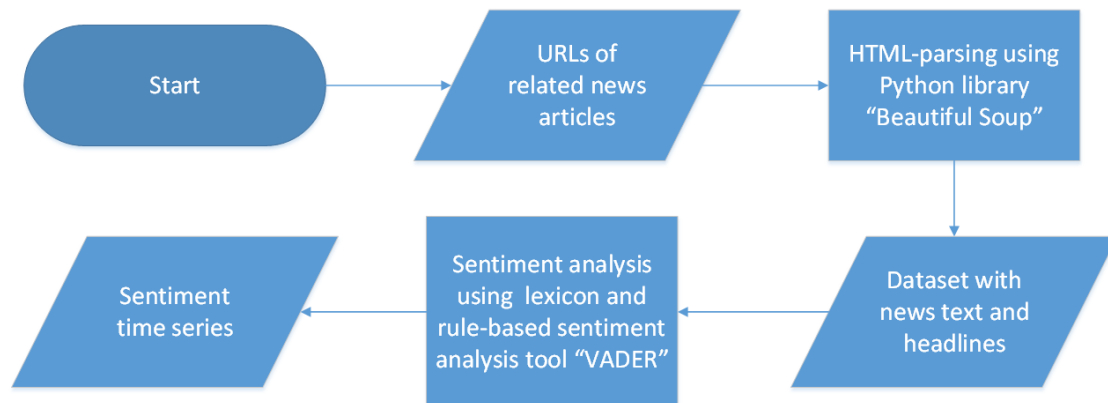 Start
URLs of
related news
articles
HTML-parsing using
Python library
“Beautiful Soup”
Dataset with
news text and
headlines
Sentiment analysis
using lexicon and
rule-based sentiment
analysis tool “VADER”
Sentiment
time series